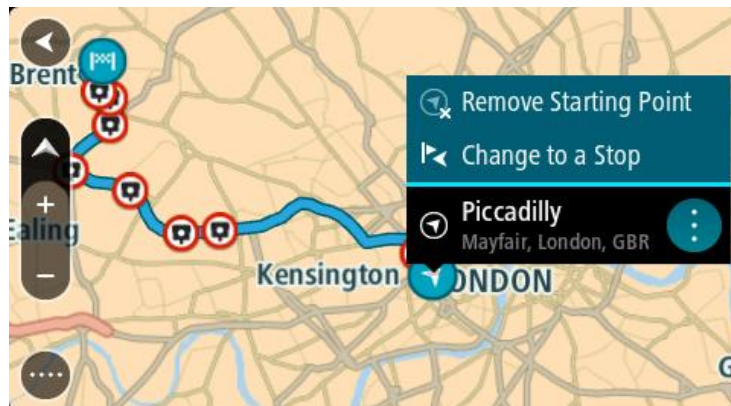 Brent
Remove Starting Point
Change to a Stop
Piccadilly
Mayfair, London, GBR
Ealing
Kensington
ONDON
G